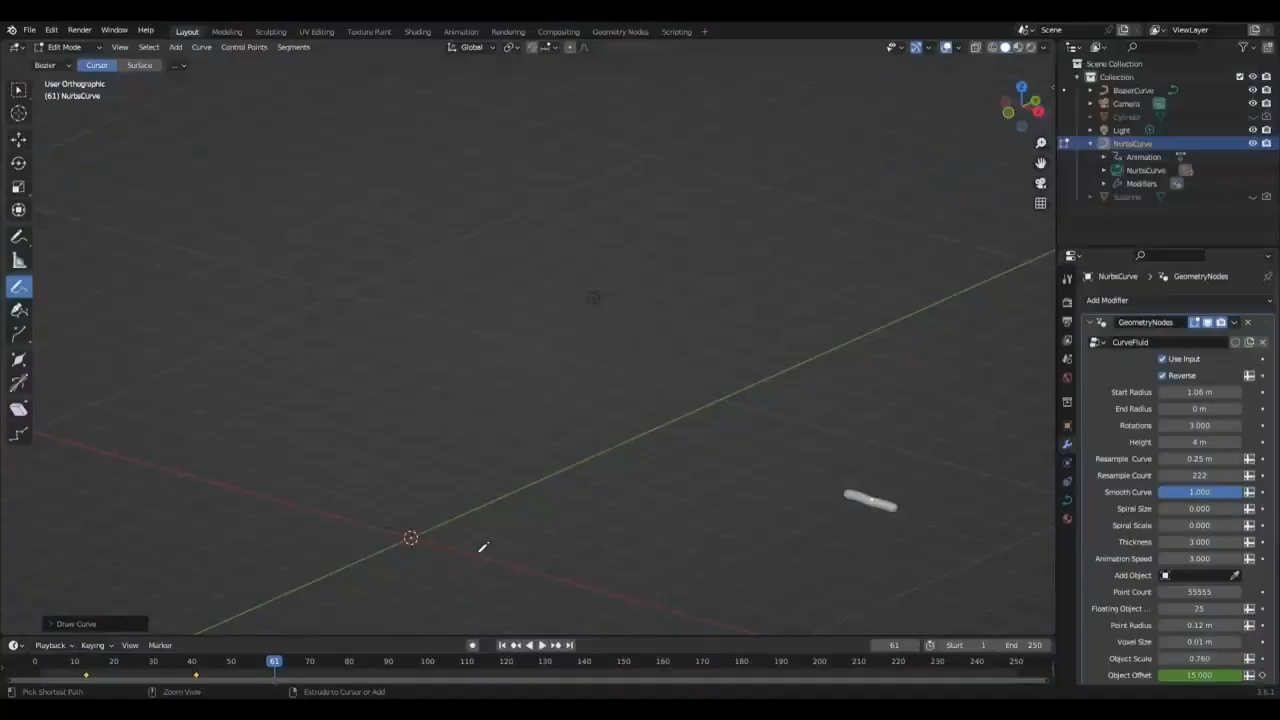 File Edit Render Window Help Layout Modeling Sculpting UV Editing Texture Paint Shading Animation Rendering Compositing Geometry Nodes Scripting + Scene ViewLayer
Edit Mode View Select Add Curve Control Points Segments Global
Bezier Cursor Surface ...
User Orthographic
(61) NurbsCurve
Z
Y
X
Scene Collection
Collection
BezierCurve
Camera
Cylinder
Light
NurbsCurve
Animation
NurbsCurve
Modifiers
Suzanne
NurbsCurve > GeometryNodes
Add Modifier
GeometryNodes
CurveFluid
Use Input
Reverse
Start Radius 1.06 m
End Radius 0 m
Rotations 3.000
Height 4 m
Resample Curve 0.25 m
Resample Count 222
Smooth Curve 1.000
Spiral Size 0.000
Spiral Scale 0.000
Thickness 3.000
Animation Speed 3.000
Add Object
Point Count 55555
Floating Object ... 25
Point Radius 0.12 m
Voxel Size 0.01 m
Object Scale 0.760
Object Offset 15.000
> Draw Curve
Playback Keying View Marker 61 Start 1 End 250
0 10 20 30 40 50 61 70 80 90 100 110 120 130 140 150 160 170 180 190 200 210 220 230 240 250
Pick Shortest Path Zoom View Extrude to Cursor or Add 3.6.1